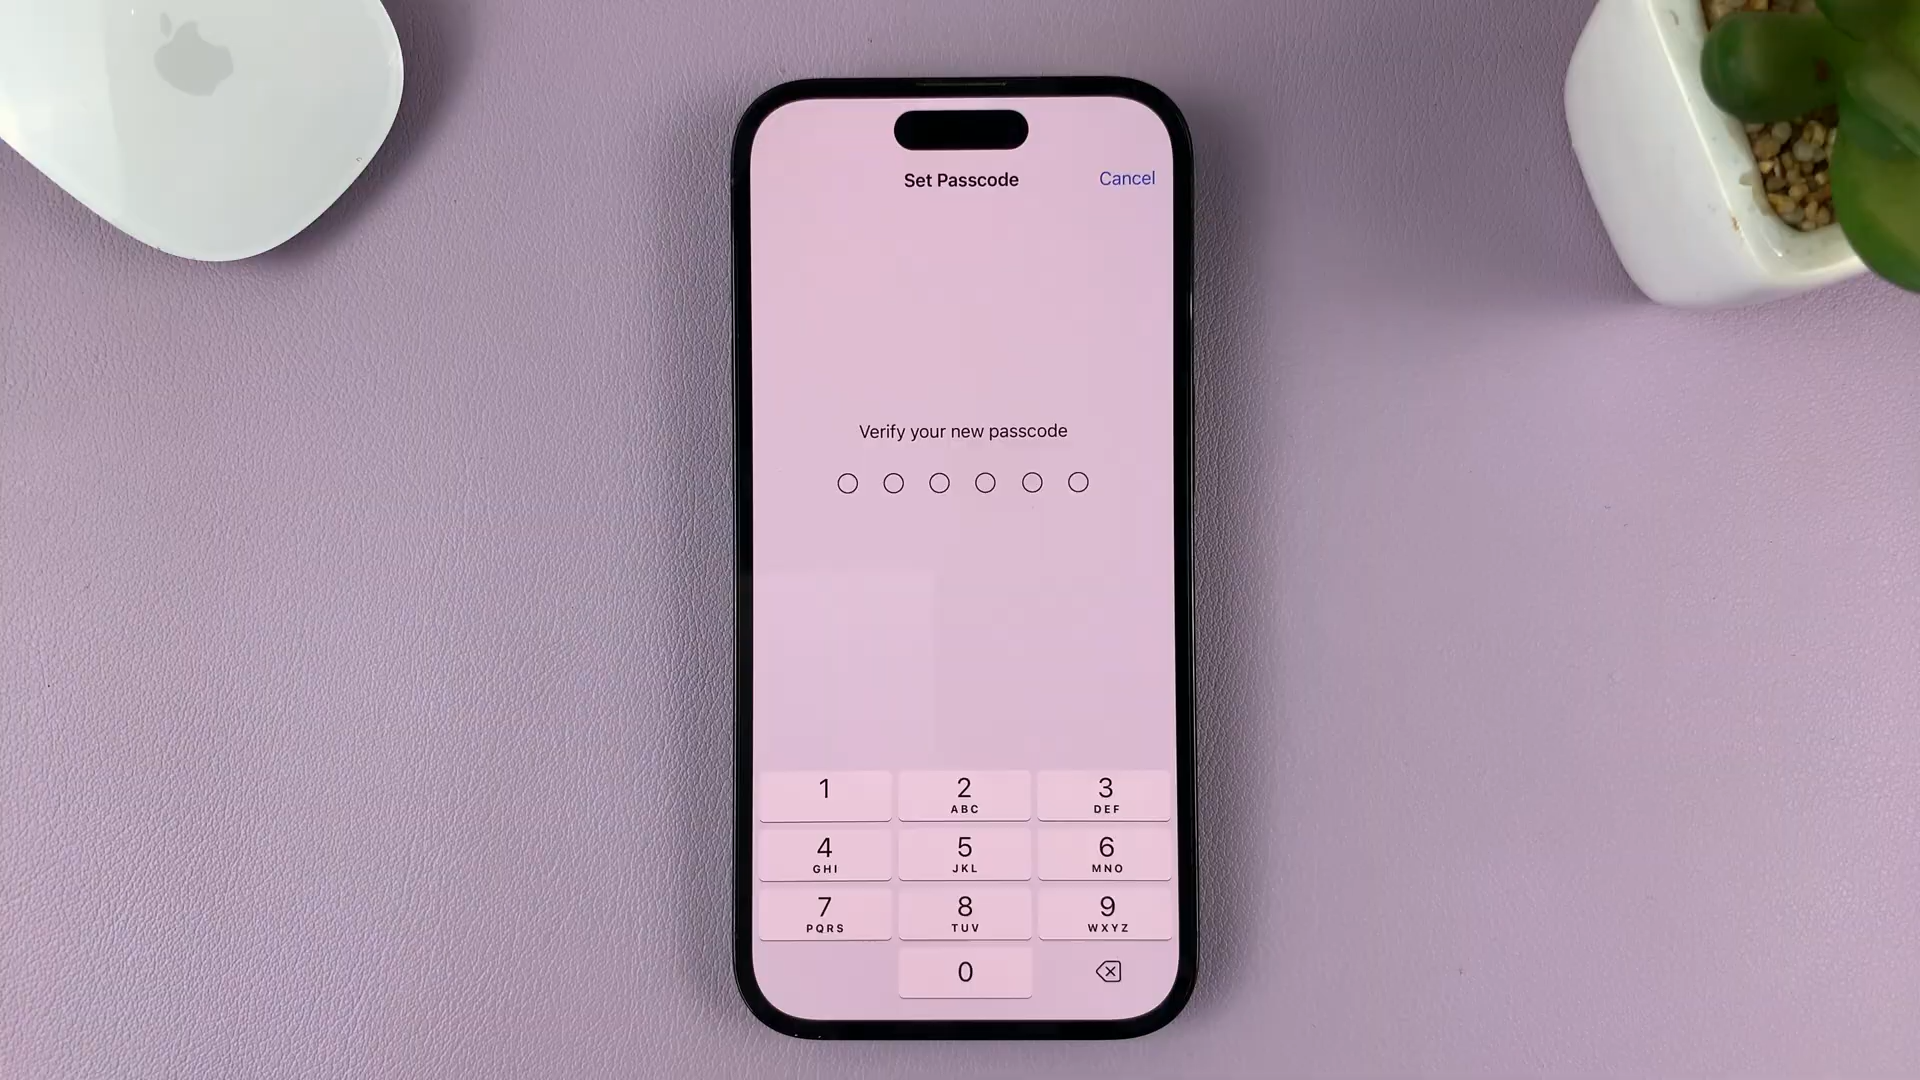 Set Passcode
Cancel
Verify your new passcode
1
2
3
ABC
DEF
4
5
6
GHI
JKL
MNO
7
8
9
PQRS
TUV
WXYZ
0